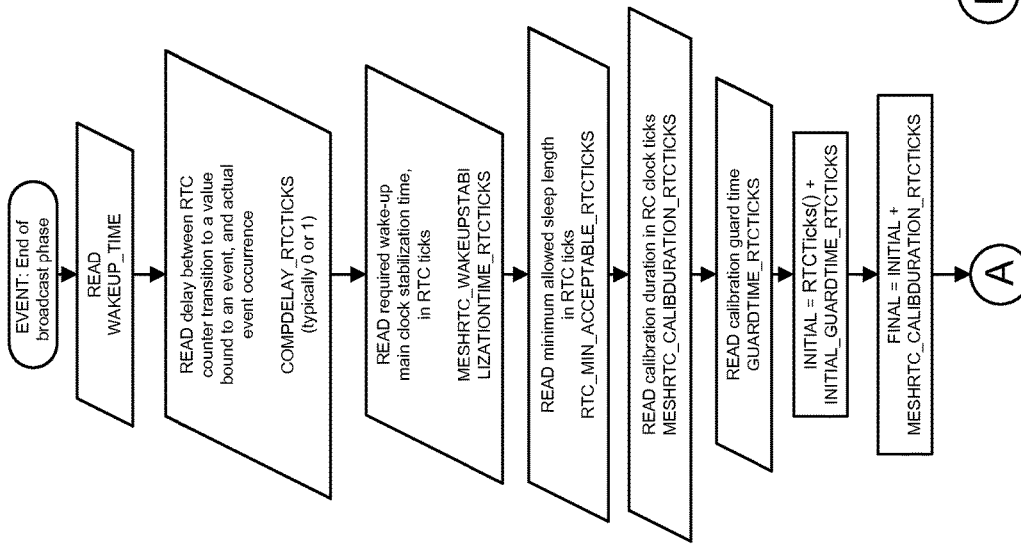 EVENT: End of
broadcast phase
READ
WAKEUP_TIME
READ delay between RTC
counter transition to a value
bound to an event, and actual
event occurrence
COMPDELAY_RTCTICKS
(typically 0 or 1)
READ required wake-up
main clock stabilization time,
in RTC ticks
MESHRTC_WAKEUPSTABI
LIZATIONTIME_RTCTICKS
READ minimum allowed sleep length
in RTC ticks
RTC_MIN_ACCEPTABLE_RTCTICKS
READ calibration duration in RC clock ticks
MESHRTC_CALIBDURATION_RTCTICKS
READ calibration guard time
GUARDTIME_RTCTICKS
INITIAL = RTCTicks() +
INITIAL_GUARDTIME_RTCTICKS
FINAL = INITIAL +
MESHRTC_CALIBDURATION_RTCTICKS
A